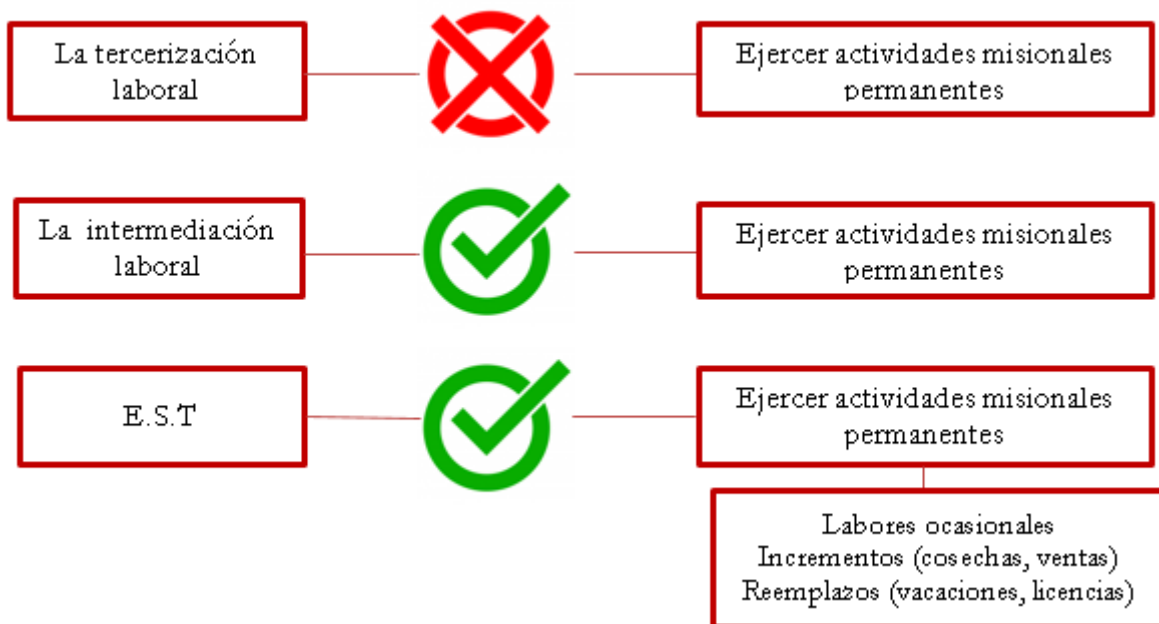 La tercerización
laboral
Ejercer actividades misionales
permanentes
La intermediación
laboral
Ejercer actividades misionales
permanentes
E.S.T
Ejercer actividades misionales
permanentes
Labores ocasionales
Incrementos (cosechas, ventas)
Reemplazos (vacaciones, licencias)